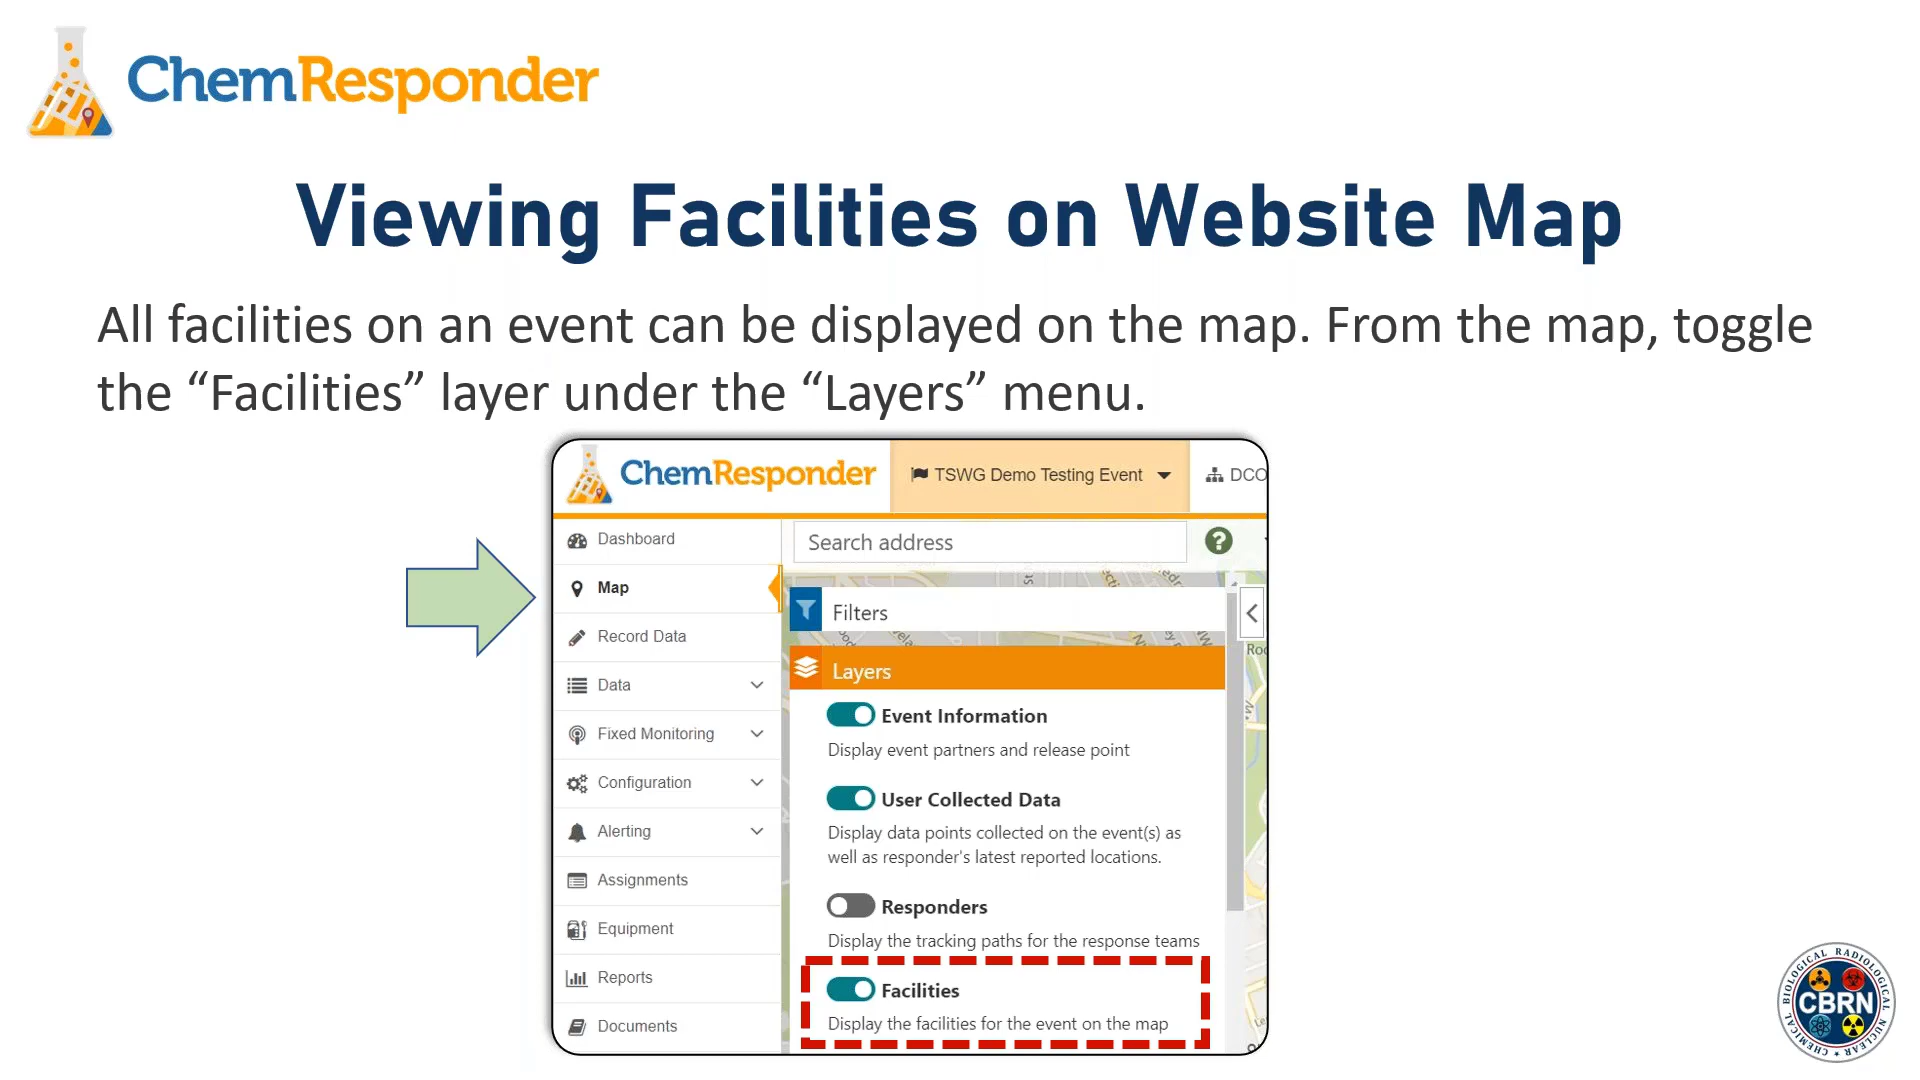 ChemResponder
Viewing Facilities on Website Map
All facilities on an event can be displayed on the map. From the map, toggle
the “Facilities” layer under the “Layers” menu.
ChemResponder
TSWG Demo Testing Event
DCO
Dashboard
Map
Record Data
Data
Fixed Monitoring
Configuration
Alerting
Assignments
Equipment
Reports
Documents
Search address
?
Filters
Layers
Event Information
Display event partners and release point
User Collected Data
Display data points collected on the event(s) as
well as responder's latest reported locations.
Responders
Display the tracking paths for the response teams
Facilities
Display the facilities for the event on the map
CHEMICAL BIOLOGICAL RADIOLOGICAL NUCLEAR
CBRN